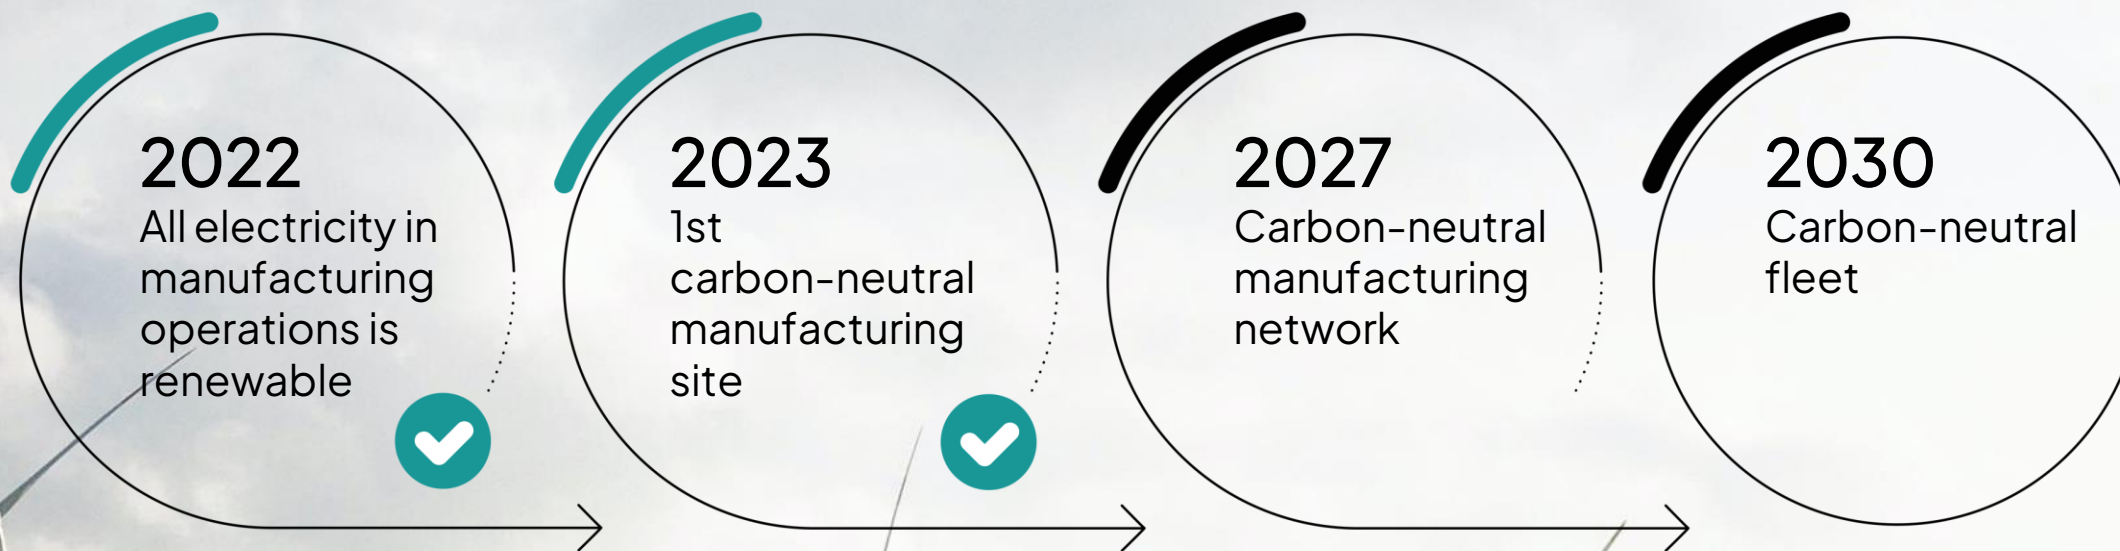 2022
All electricity in
manufacturing
operations is
renewable
2023
1st
carbon-neutral
manufacturing
site
2027
Carbon-neutral
manufacturing
network
2030
Carbon-neutral
fleet